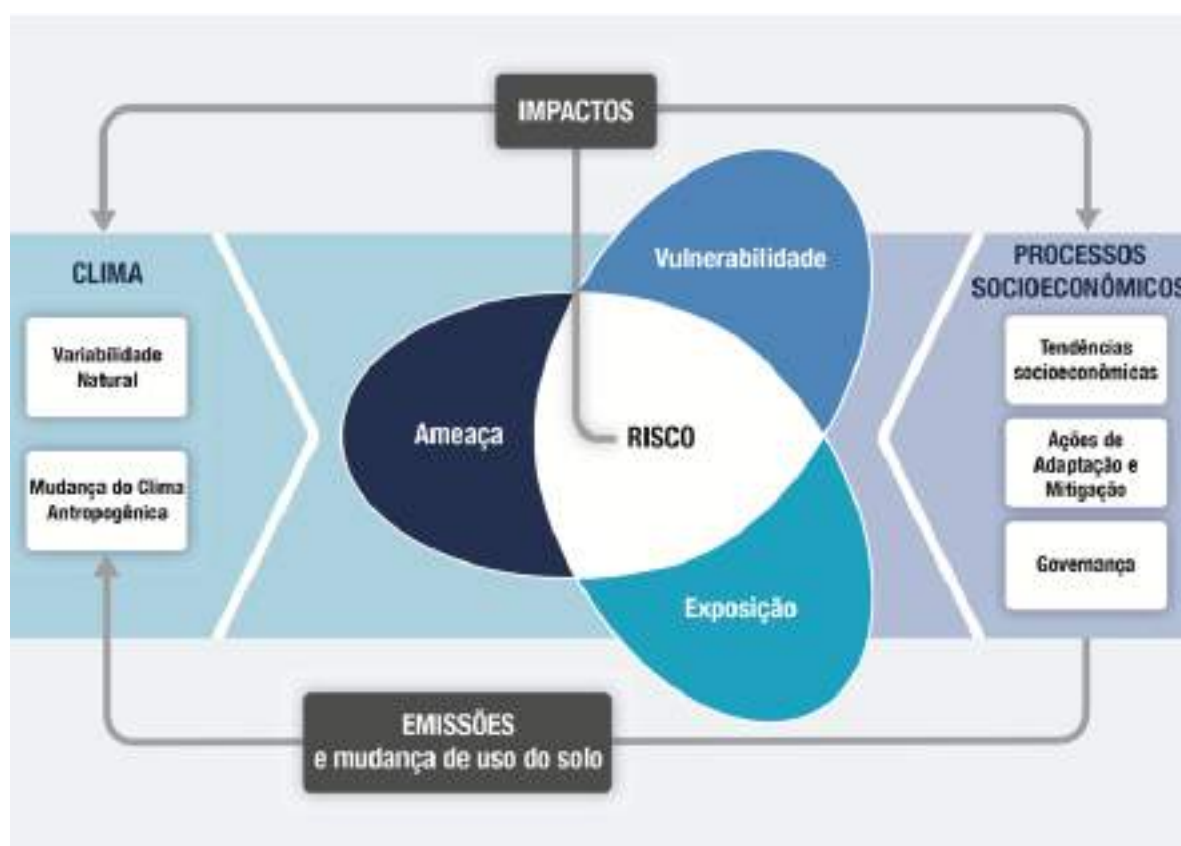 IMPACTOS
CLIMA
Variabilidade
Natural
Mudança do Clima
Antropogênica
Vulnerabilidade
Ameaça
RISCO
Exposição
PROCESSOS
SOCIOECONÔMICOS
Tendências
socioeconômicas
Ações de
Adaptação e
Mitigação
Governança
EMISSÕES
e mudança de uso do solo